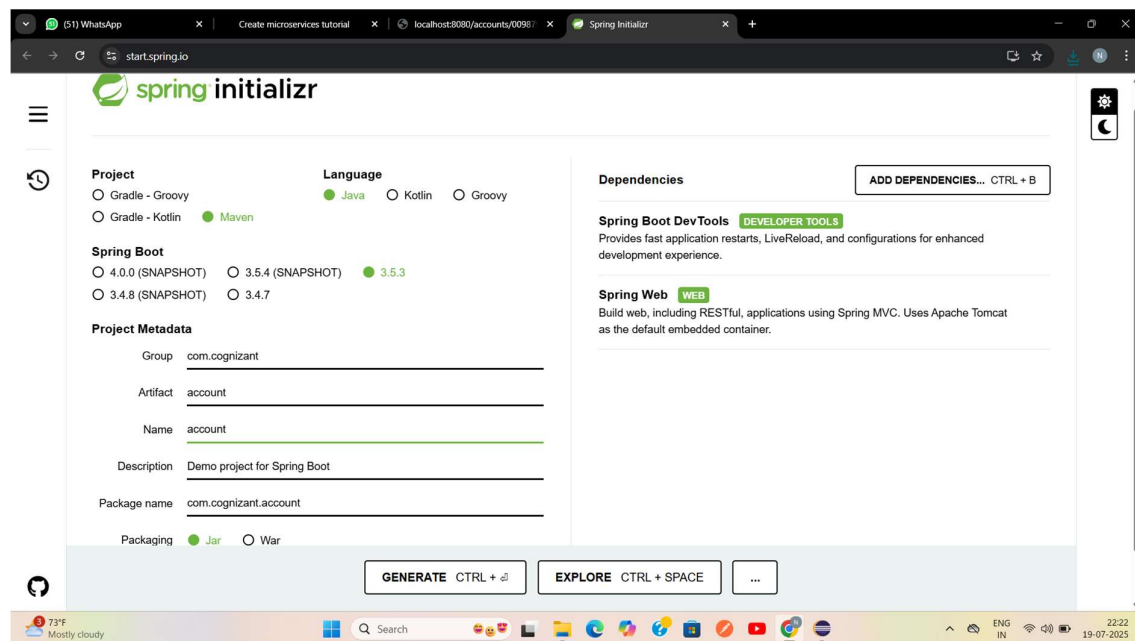 (51) WhatsApp
Create microservices tutorial
localhost:8080/accounts/00987
Spring Initializr
start.spring.io
N
spring initializr
Project
Gradle - Groovy
Gradle - Kotlin Maven
Language
Java Kotlin Groovy
Spring Boot
4.0.0 (SNAPSHOT) 3.5.4 (SNAPSHOT) 3.5.3
3.4.8 (SNAPSHOT) 3.4.7
Project Metadata
Group com.cognizant
Artifact account
Name account
Description Demo project for Spring Boot
Package name com.cognizant.account
Packaging Jar War
Dependencies
ADD DEPENDENCIES... CTRL + B
Spring Boot DevTools DEVELOPER TOOLS
Provides fast application restarts, LiveReload, and configurations for enhanced
development experience.
Spring Web WEB
Build web, including RESTful, applications using Spring MVC. Uses Apache Tomcat
as the default embedded container.
GENERATE CTRL + ⏎
EXPLORE CTRL + SPACE
...
3
73°F
Mostly cloudy
Search
ENG
IN
22:22
19-07-2025